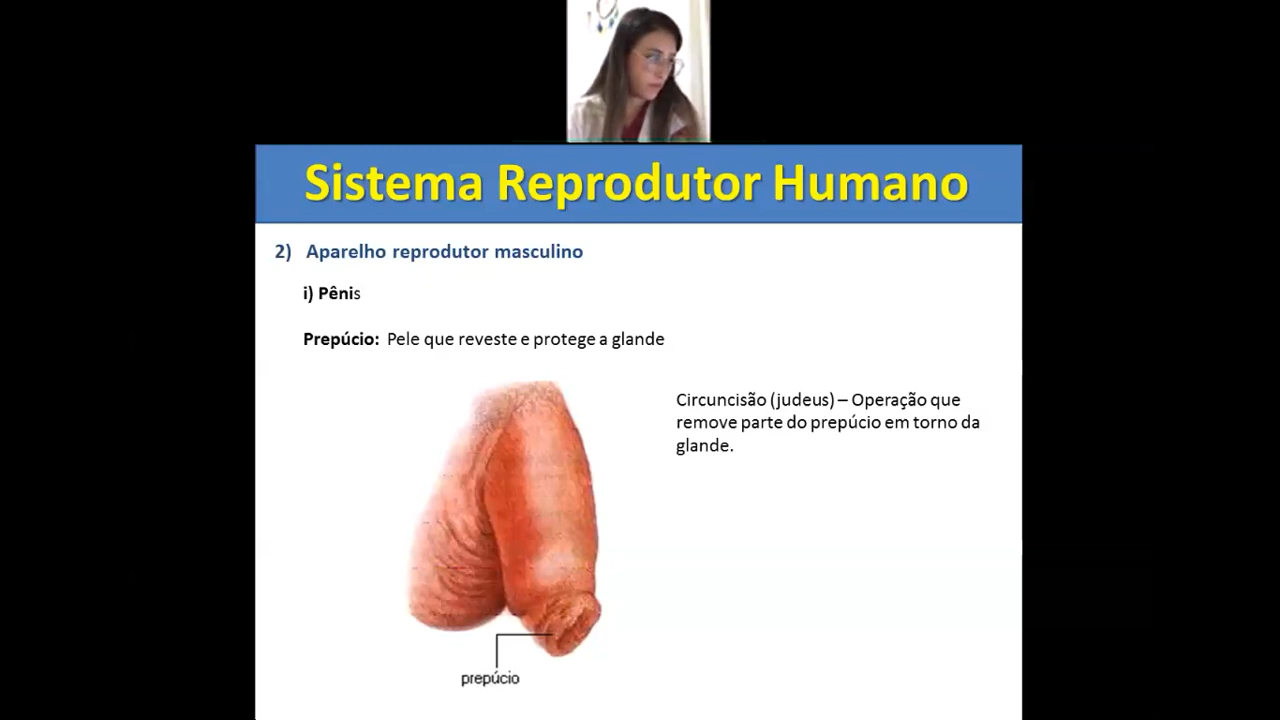 Sistema Reprodutor Humano
2) Aparelho reprodutor masculino
i) Pênis
Prepúcio: Pele que reveste e protege a glande
Circuncisão (judeus) – Operação que
remove parte do prepúcio em torno da
glande.
prepúcio